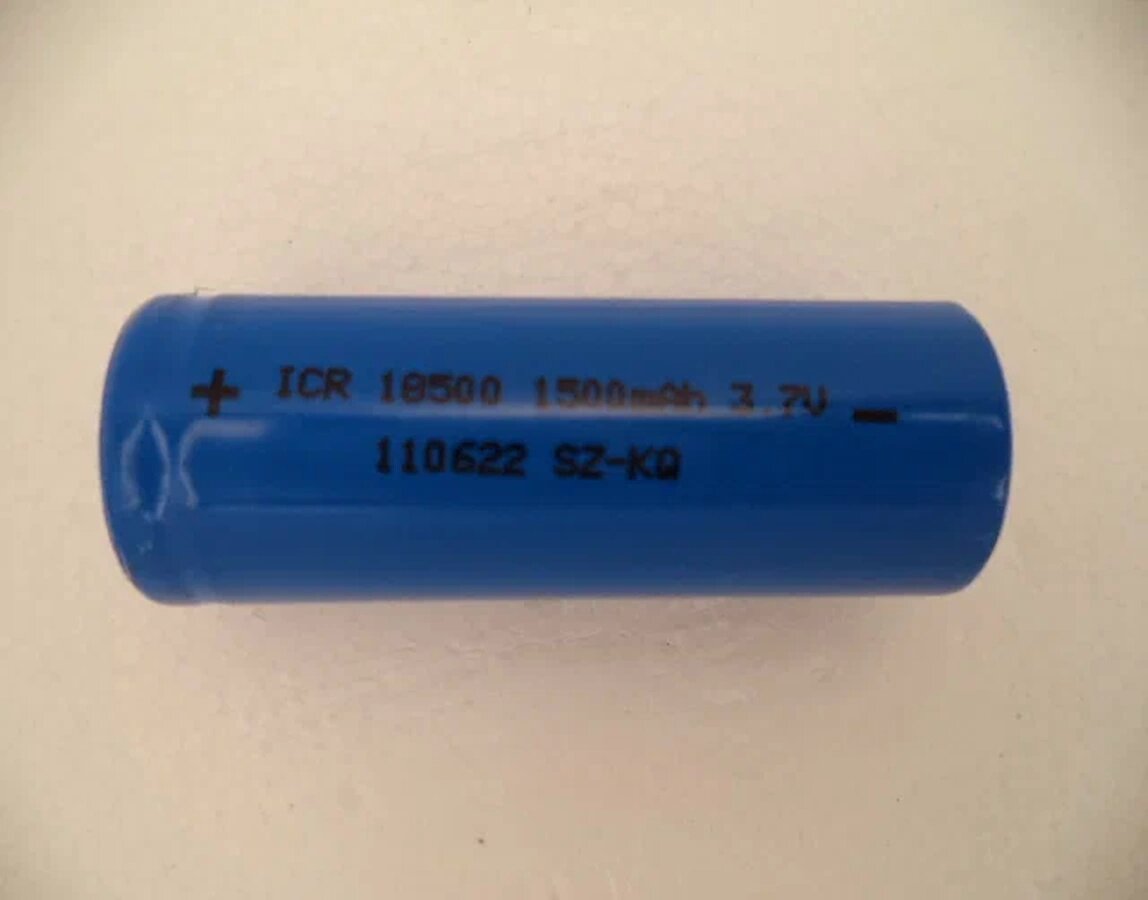 + ICR 18500 1500mAh 3.7V -
110622 SZ-KQ